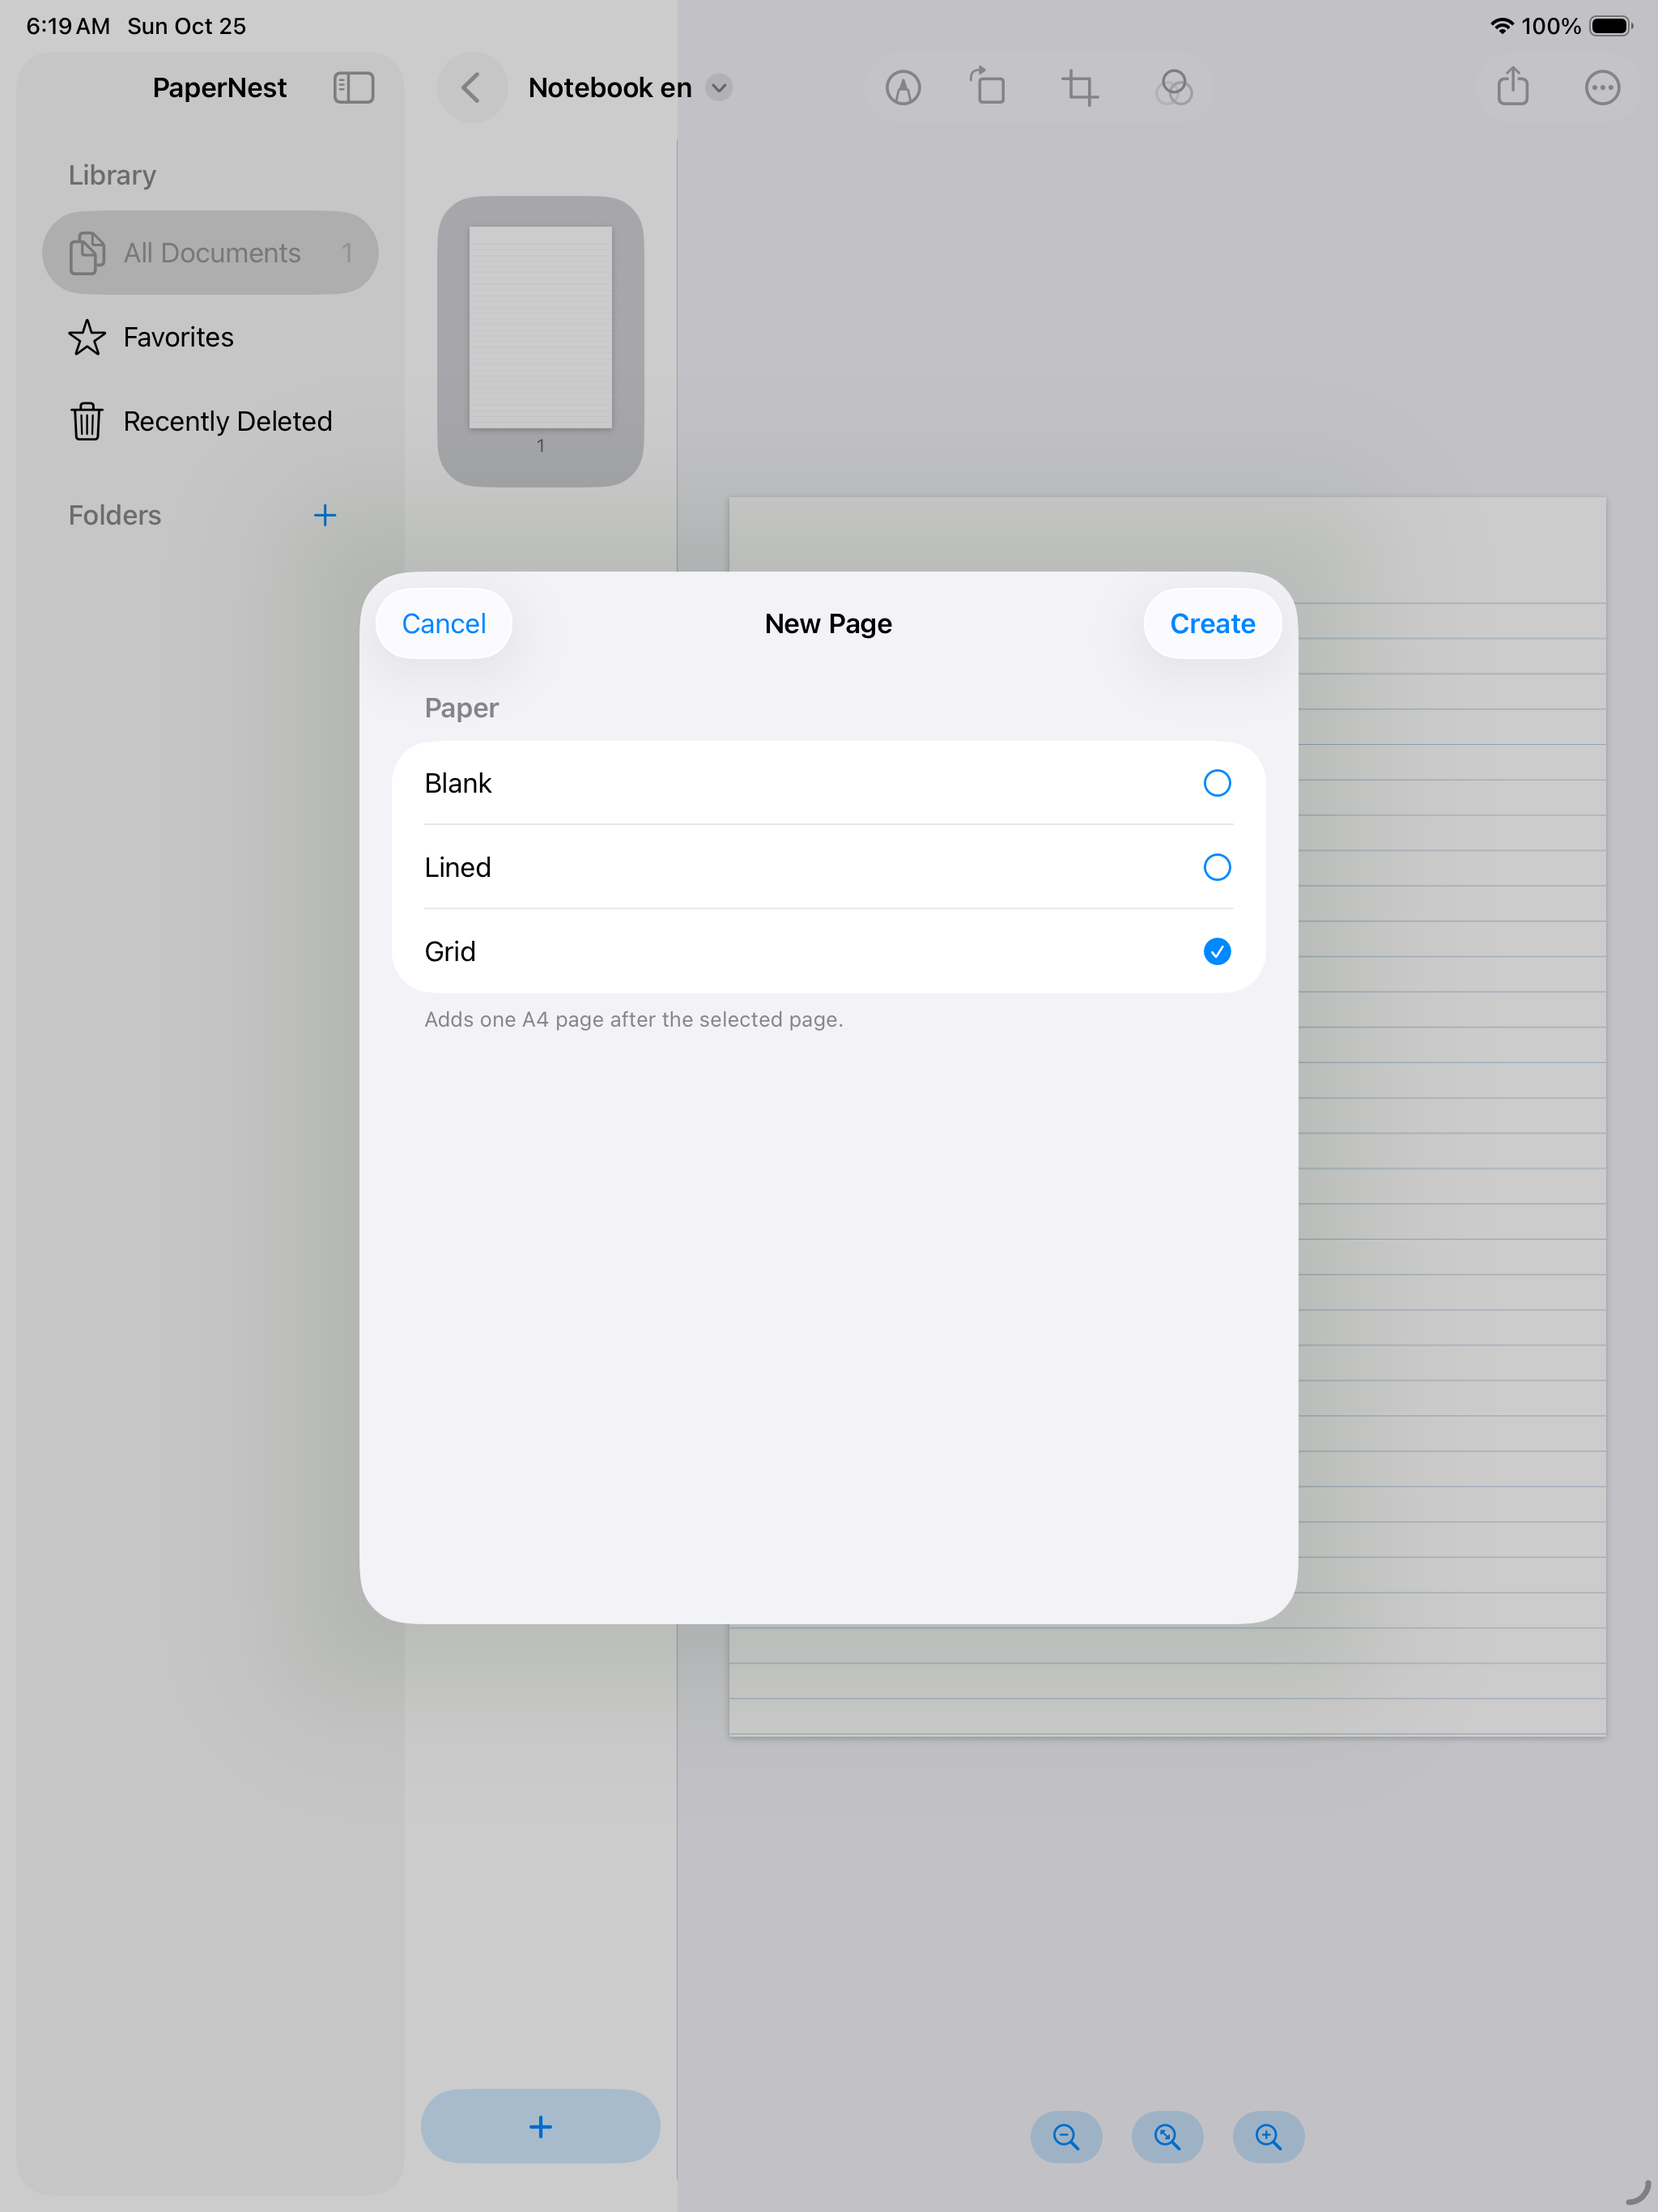 6:19 AM Sun Oct 25
100%
PaperNest
Notebook en
Library
All Documents 1
Favorites
Recently Deleted
Folders
1
Cancel
New Page
Create
Paper
Blank
Lined
Grid
Adds one A4 page after the selected page.